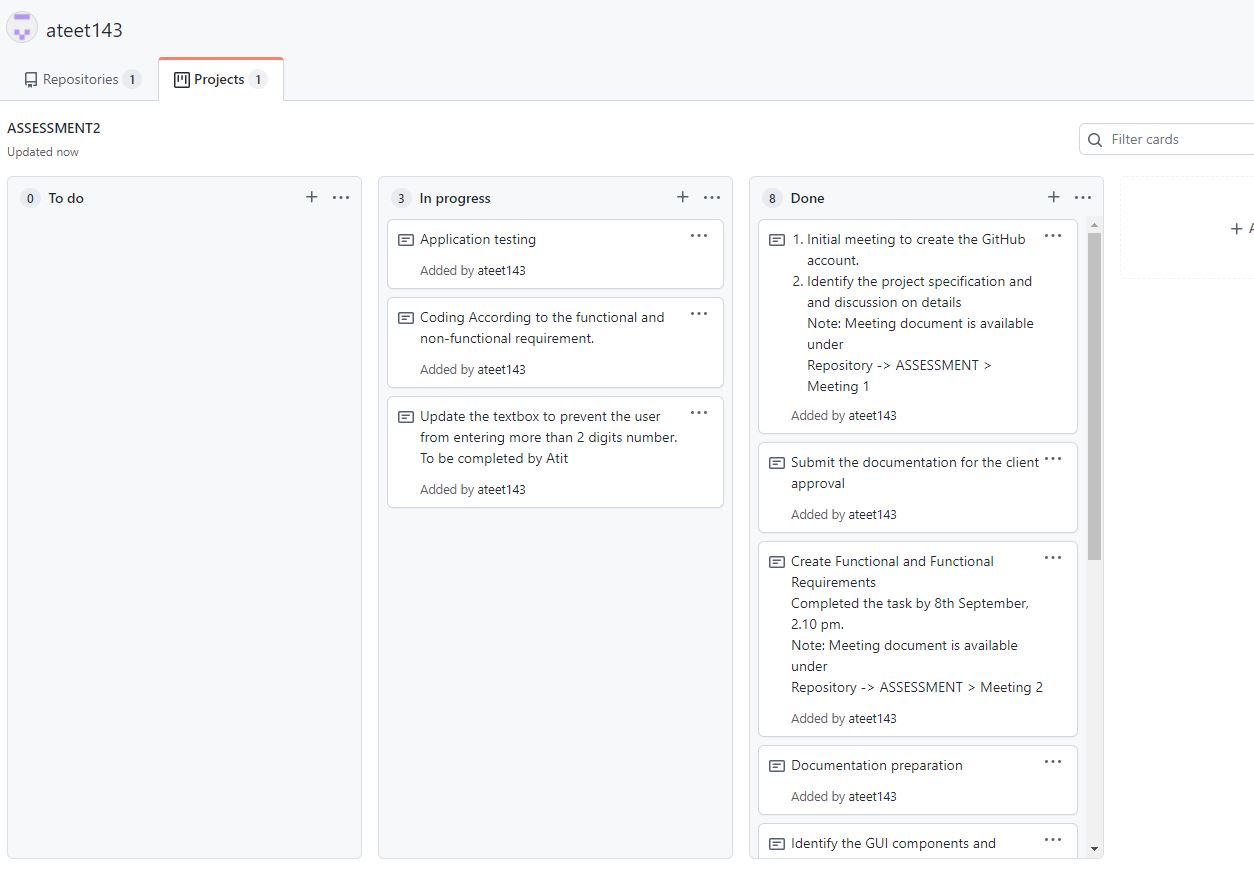 ateet143
Repositories 1
Projects 1
ASSESSMENT2
Updated now
Filter cards
0 To do
3 In progress
Application testing
Added by ateet143
Coding According to the functional and
non-functional requirement.
Added by ateet143
Update the textbox to prevent the user
from entering more than 2 digits number.
To be completed by Atit
Added by ateet143
8 Done
1. Initial meeting to create the GitHub
account.
2. Identify the project specification and
and discussion on details
Note: Meeting document is available
under
Repository -> ASSESSMENT >
Meeting 1
Added by ateet143
Submit the documentation for the client
approval
Added by ateet143
Create Functional and Functional
Requirements
Completed the task by 8th September,
2.10 pm.
Note: Meeting document is available
under
Repository -> ASSESSMENT > Meeting 2
Added by ateet143
Documentation preparation
Added by ateet143
Identify the GUI components and